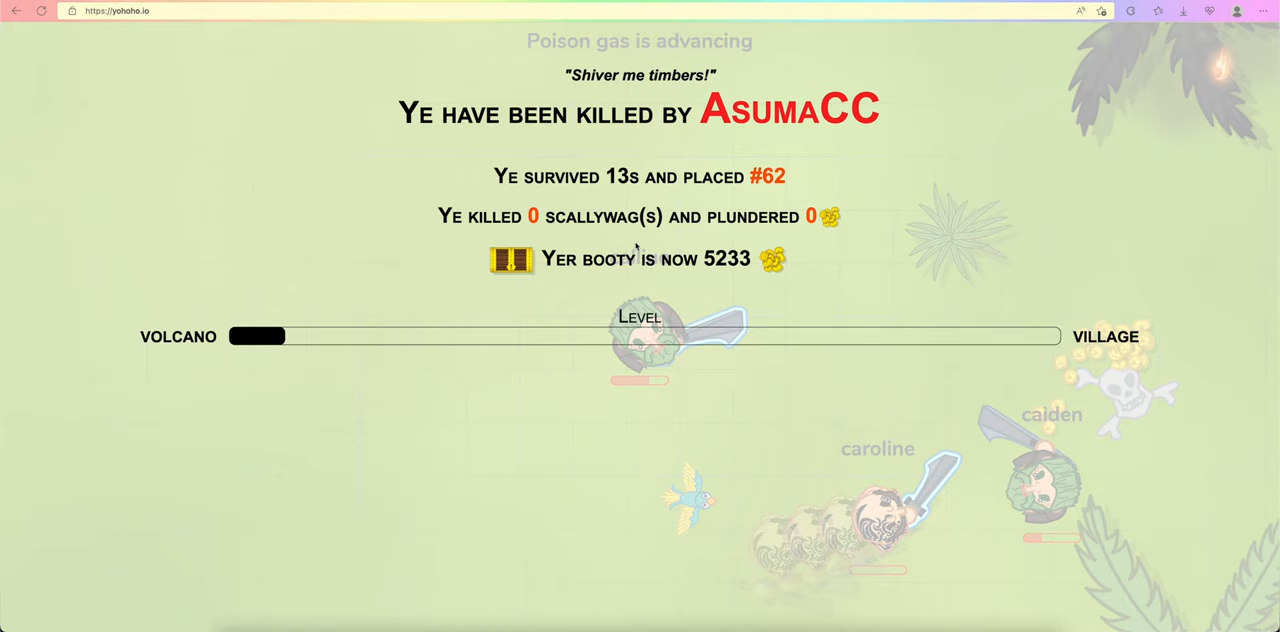 https://yohoho.io
Poison gas is advancing
"Shiver me timbers!"
Ye have been killed by AsumaCC
Ye survived 13s and placed #62
Ye killed 0 scallywag(s) and plundered 0
Yer booty is now 5233
Level
VOLCANO
VILLAGE
caiden
caroline